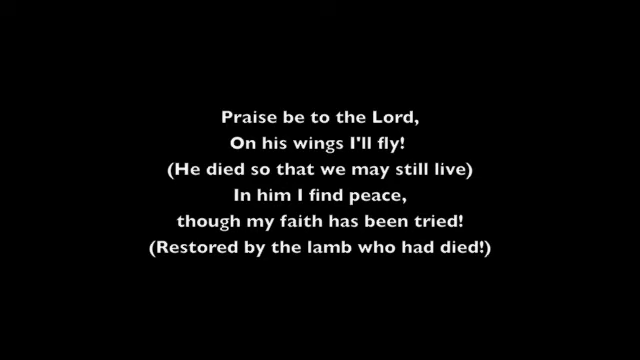 Praise be to the Lord,
On his wings I'll fly!
(He died so that we may still live)
In him I find peace,
though my faith has been tried!
(Restored by the lamb who had died!)